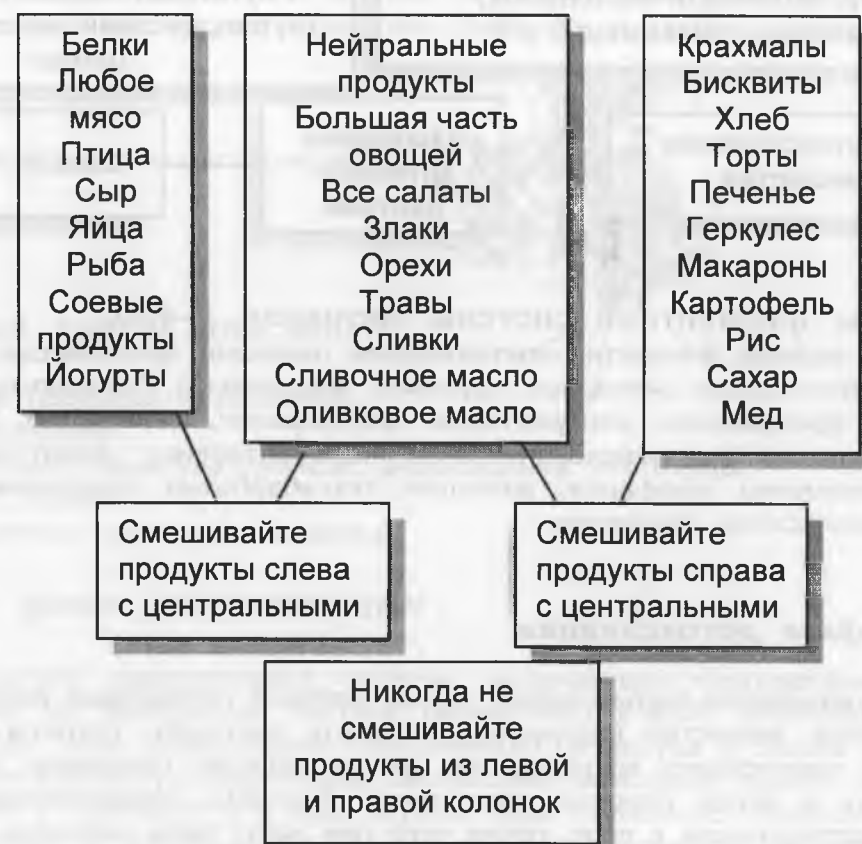 Белки
Любое
мясо
Птица
Сыр
Яйца
Рыба
Соевые
продукты
Йогурты
Нейтральные
продукты
Большая часть
овощей
Все салаты
Злаки
Орехи
Травы
Сливки
Сливочное масло
Оливковое масло
Крахмалы
Бисквиты
Хлеб
Торты
Печенье
Геркулес
Макароны
Картофель
Рис
Сахар
Мед
Смешивайте
продукты слева
с центральными
Смешивайте
продукты справа
с центральными
Никогда не
смешивайте
продукты из левой
и правой колонок